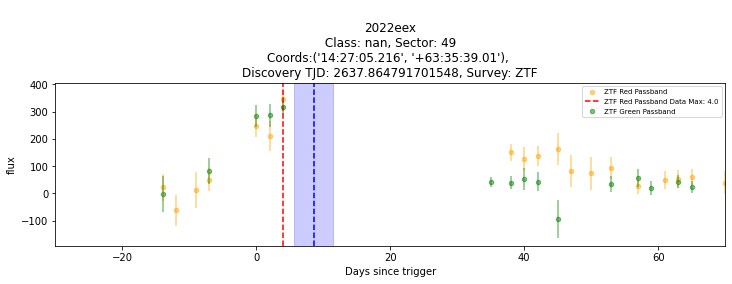 2022eex
Class: nan, Sector: 49
Coords:('14:27:05.216', '+63:35:39.01'),
Discovery TJD: 2637.864791701548, Survey: ZTF
ZTF Red Passband
ZTF Red Passband Data Max: 4.0
ZTF Green Passband
flux
400
300
200
100
0
−100
−20
0
20
40
60
Days since trigger